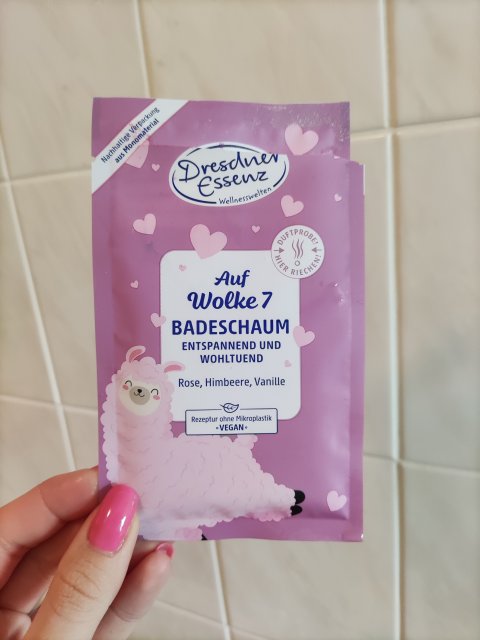 Nachhaltige Verpackung
aus Monomaterial
Dresdner
Essenz
Wellnesswelten
DUFTPROBE!
HIER RIECHEN!
Auf
Wolke 7
BADESCHAUM
ENTSPANNEND UND
WOHLTUEND
Rose, Himbeere, Vanille
Rezeptur ohne Mikroplastik
•VEGAN•